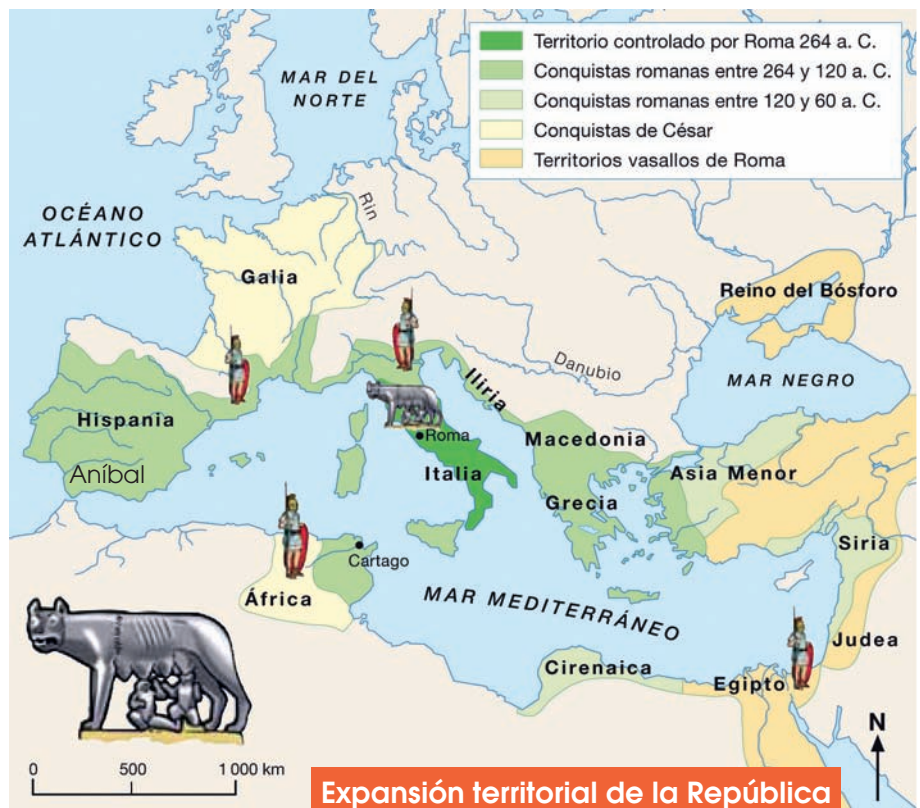 Territorio controlado por Roma 264 a. C.
Conquistas romanas entre 264 y 120 a. C.
Conquistas romanas entre 120 y 60 a. C.
Conquistas de César
Territorios vasallos de Roma
MAR DEL
NORTE
OCÉANO
ATLÁNTICO
Rin
Galia
Reino del Bósforo
Danubio
MAR NEGRO
Iliria
Hispania
Roma
Macedonia
Aníbal
Italia
Asia Menor
Grecia
Siria
Cartago
África
MAR MEDITERRÁNEO
Judea
Cirenaica
Egipto
N
0 500 1 000 km
Expansión territorial de la República